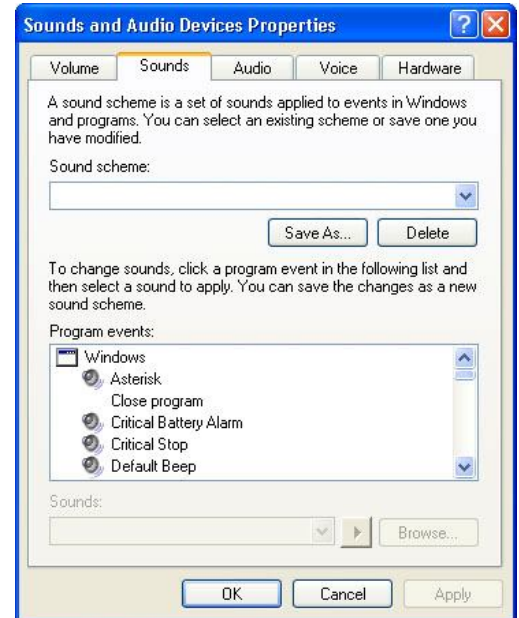 Sounds and Audio Devices Properties
Volume
Sounds
Audio
Voice
Hardware
A sound scheme is a set of sounds applied to events in Windows
and programs. You can select an existing scheme or save one you
have modified.
Sound scheme:
Save As...
Delete
To change sounds, click a program event in the following list and
then select a sound to apply. You can save the changes as a new
sound scheme.
Program events:
Windows
Asterisk
Close program
Critical Battery Alarm
Critical Stop
Default Beep
Sounds:
Browse...
OK
Cancel
Apply